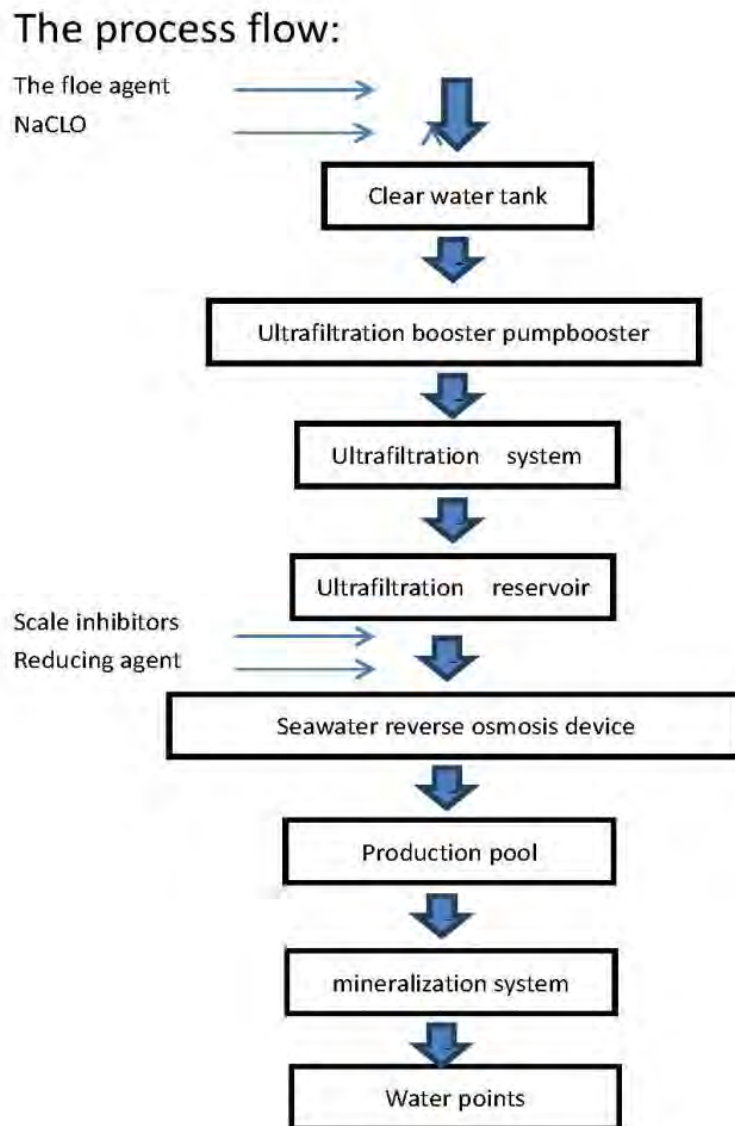 The process flow:
The floe agent
NaCLO
Clear water tank
Ultrafiltration booster pumpbooster
Ultrafiltration system
Ultrafiltration reservoir
Scale inhibitors
Reducing agent
Seawater reverse osmosis device
Production pool
mineralization system
Water points